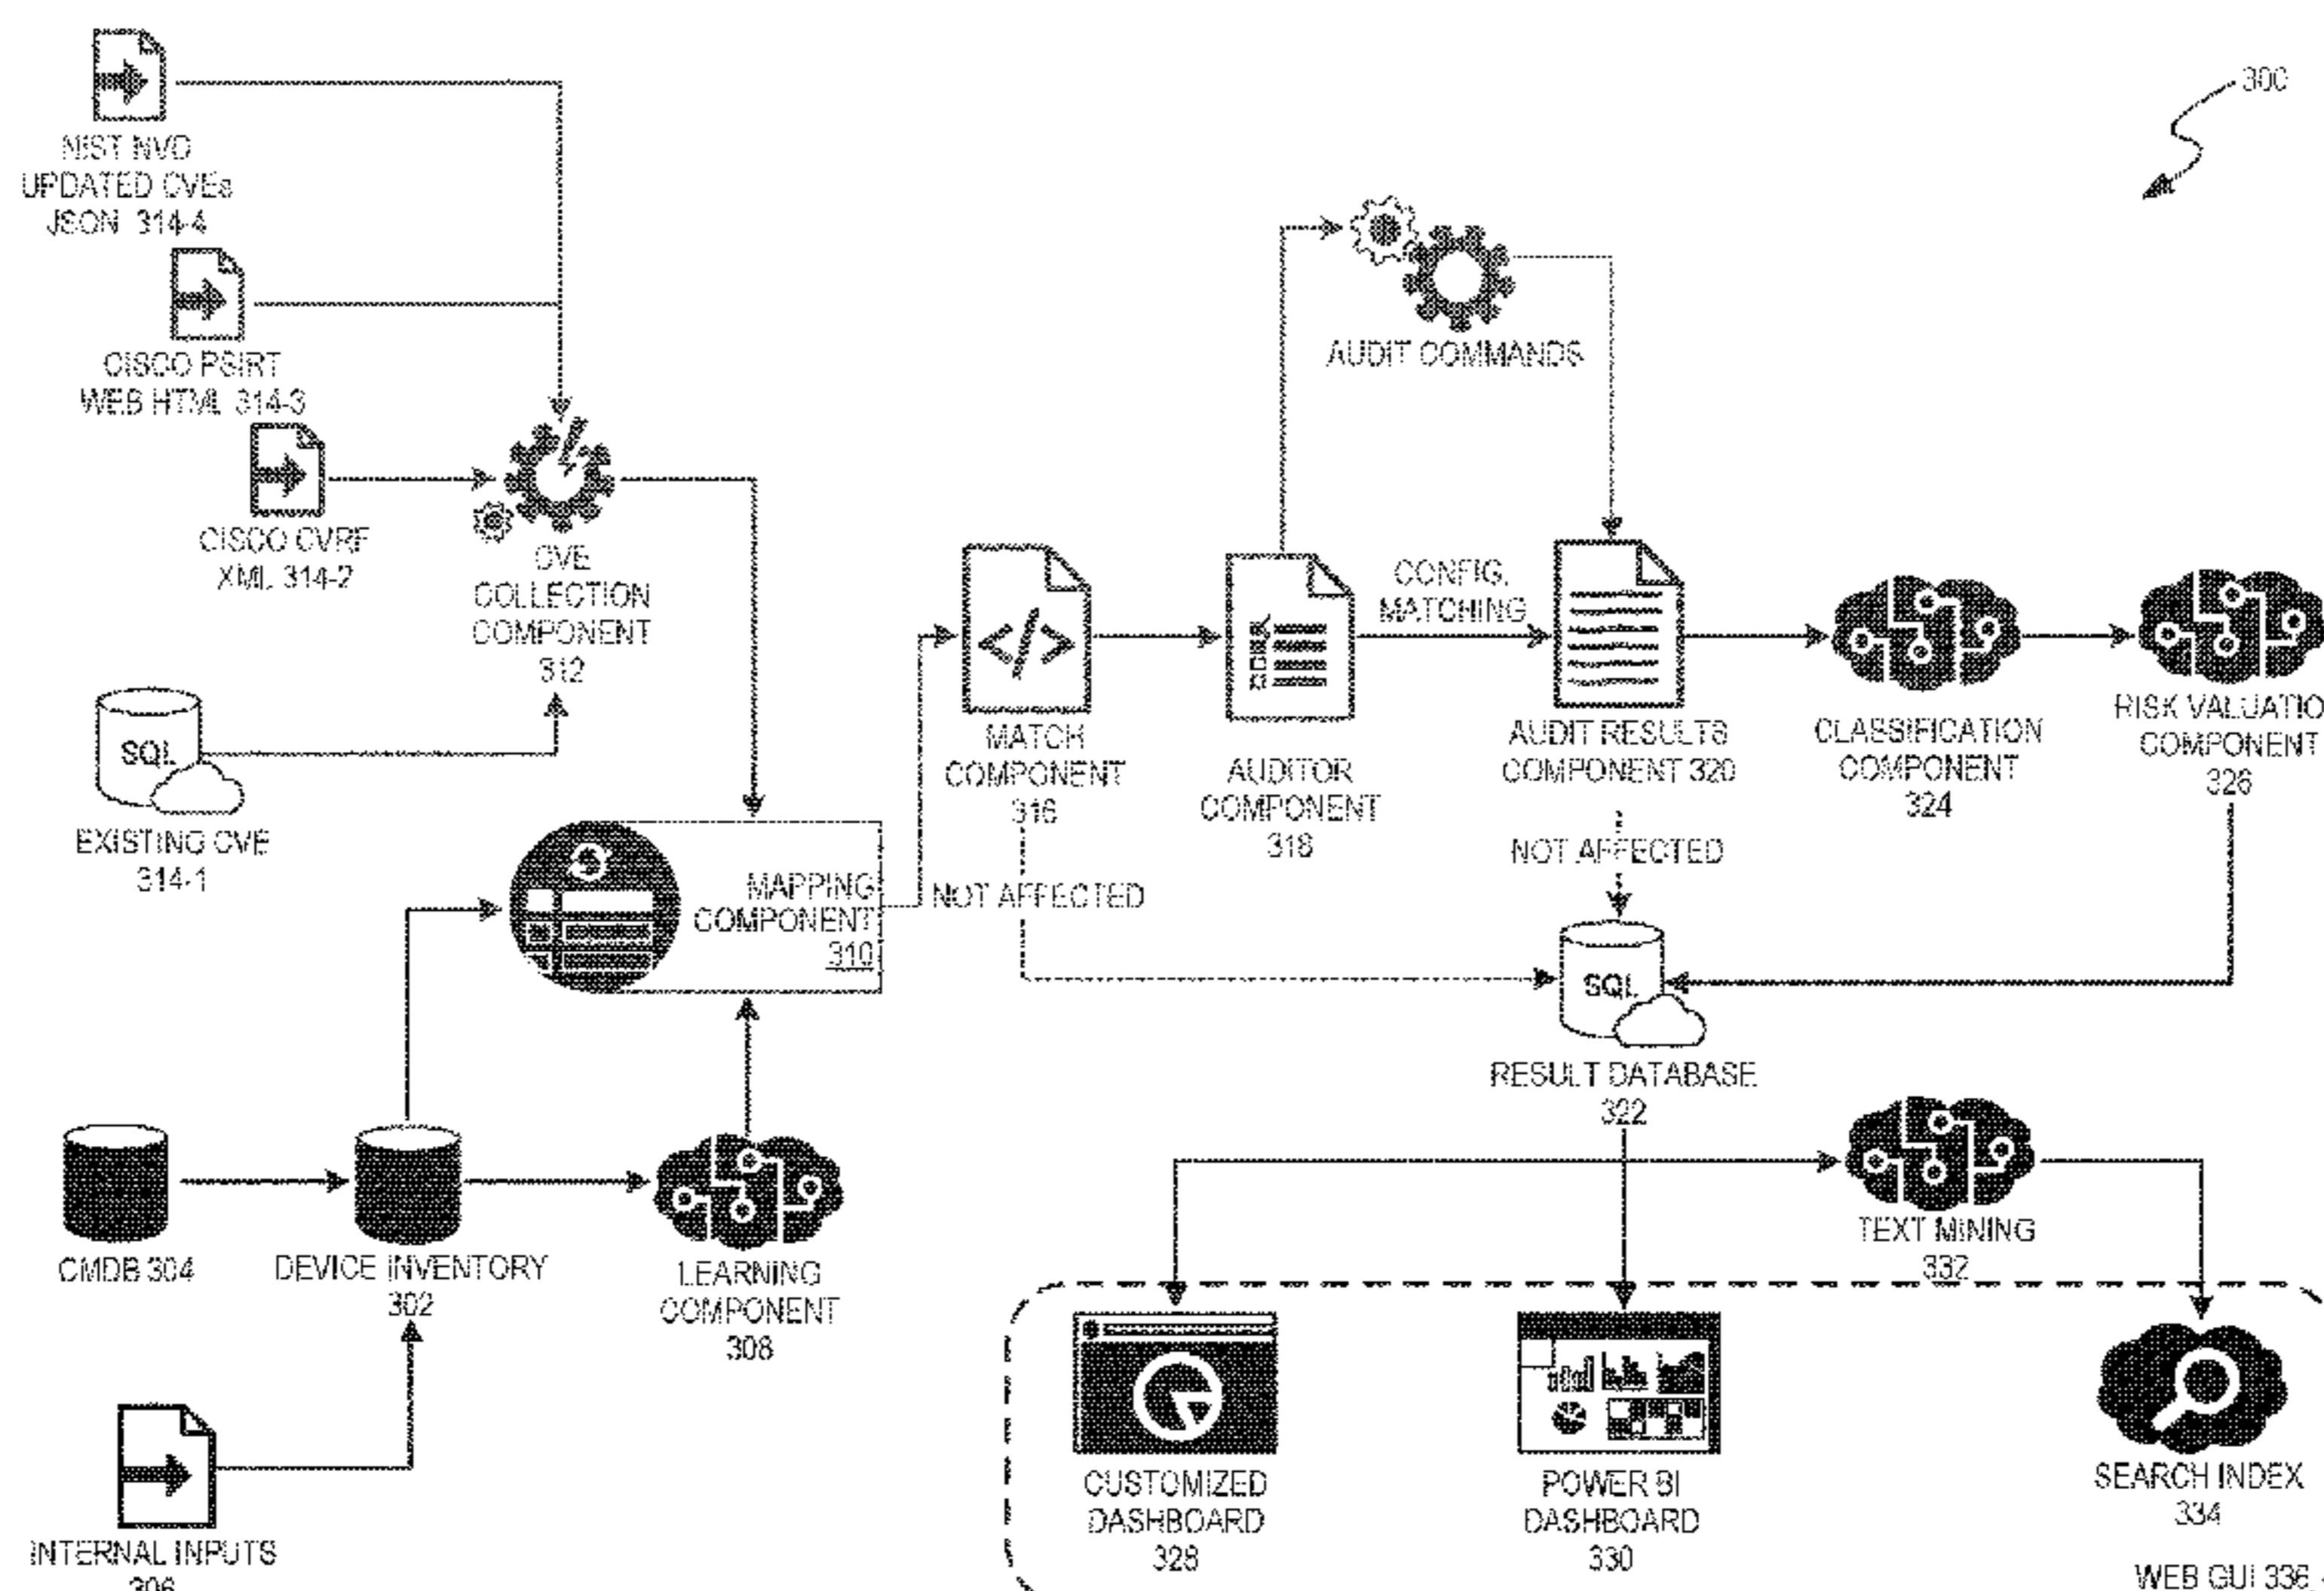 300
NIST NVD
UPDATED CVEs
JSON 314-4
CISCO PSIRT
WEB HTML 314-3
CISCO CVRF
XML 314-2
CVE
COLLECTION
COMPONENT
312
SQL
EXISTING CVE
314-1
MAPPING
COMPONENT
310
CMDB 304
DEVICE INVENTORY
302
LEARNING
COMPONENT
308
INTERNAL INPUTS
306
</>
MATCH
COMPONENT
316
NOT AFFECTED
AUDITOR
COMPONENT
318
AUDIT COMMANDS
CONFIG.
MATCHING
AUDIT RESULTS
COMPONENT 320
NOT AFFECTED
CLASSIFICATION
COMPONENT
324
RISK VALUATIO
COMPONENT
326
SQL
RESULT DATABASE
322
TEXT MINING
332
CUSTOMIZED
DASHBOARD
328
POWER BI
DASHBOARD
330
SEARCH INDEX
334
WEB GUI 336